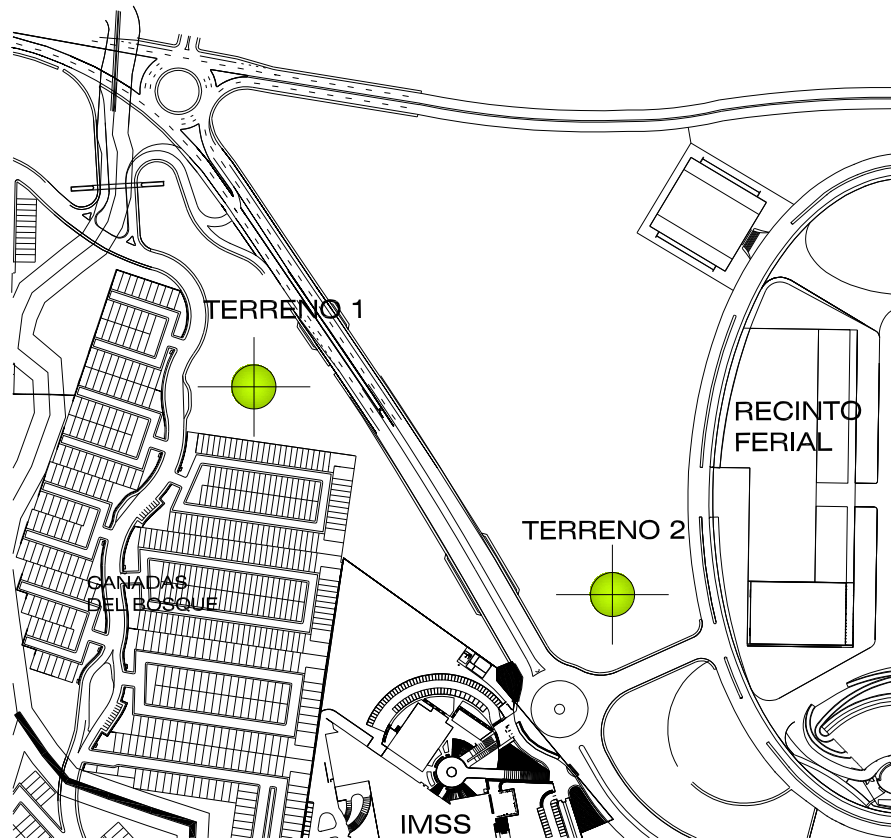 TERRENO 1
RECINTO
FERIAL
TERRENO 2
CANADAS
DEL BOSQUE
IMSS